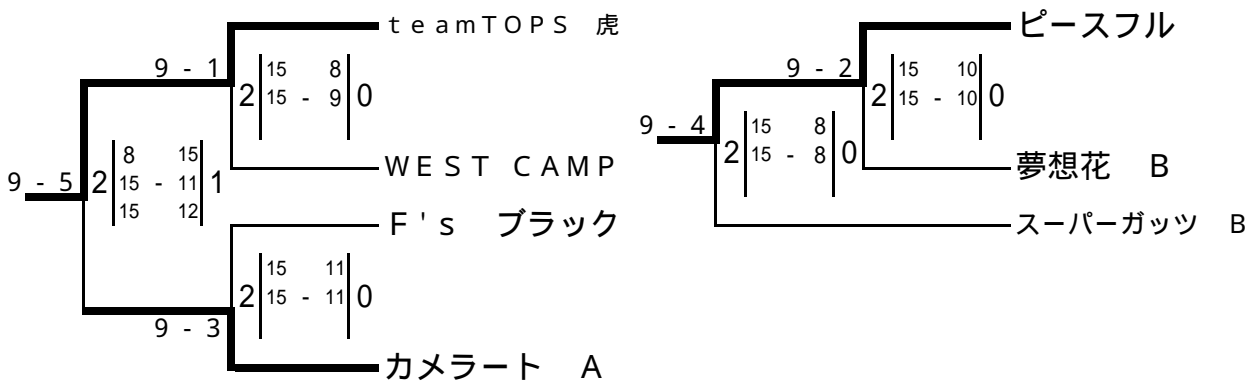 ｔｅａｍTOPS　虎
9 - 1
15 8
2 15 - 9 0
8 15
9 - 5 2 15 - 11 1
15 12
ＷＥＳＴ　ＣＡＭＰ
Ｆ'ｓ　ブラック
15 11
2 15 - 11 0
9 - 3
カメラート　A
ピースフル
9 - 2
15 10
2 15 - 10 0
9 - 4
15 8
2 15 - 8 0
夢想花　B
スーパーガッツ　B